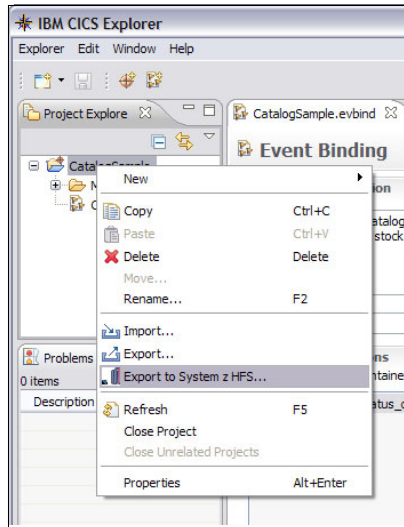 IBM CICS Explorer
Explorer Edit Window Help
Project Explore
CatalogSample.evbind
Event Binding
CatalogSample
New
Copy Ctrl+C
Paste Ctrl+V
Delete Delete
Move...
Rename... F2
Import...
Export...
Export to System z HFS...
Refresh F5
Close Project
Close Unrelated Projects
Properties Alt+Enter
Problems
0 items
Description